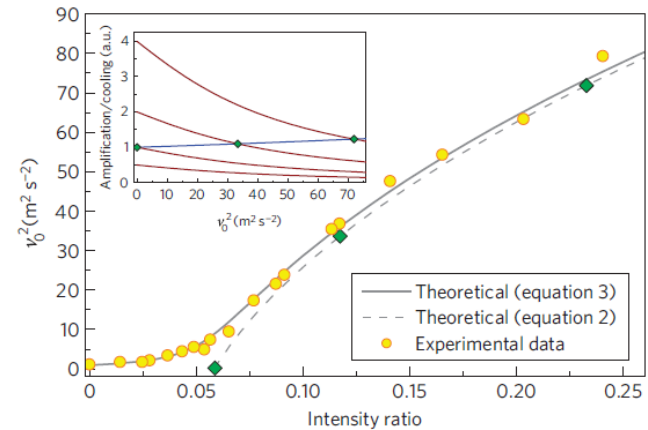 90
80
70
60
50
40
30
20
10
0
ν₀² (m² s⁻²)
4
3
2
1
0
Amplification/cooling (a.u.)
0 10 20 30 40 50 60 70
ν₀² (m² s⁻²)
Theoretical (equation 3)
Theoretical (equation 2)
Experimental data
0 0.05 0.10 0.15 0.20 0.25
Intensity ratio